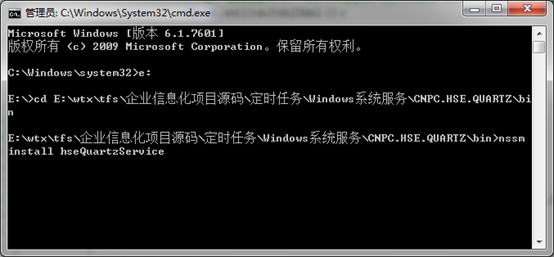 管理员: C:\Windows\System32\cmd.exe
Microsoft Windows [版本 6.1.7601]
版权所有 (c) 2009 Microsoft Corporation。保留所有权利。
C:\Windows\system32>e:
E:\>cd E:\wtx\tfs\企业信息化项目源码\定时任务\Windows系统服务\CNPC.HSE.QUARTZ\bi
n
E:\wtx\tfs\企业信息化项目源码\定时任务\Windows系统服务\CNPC.HSE.QUARTZ\bin>nssm
install hseQuartzService